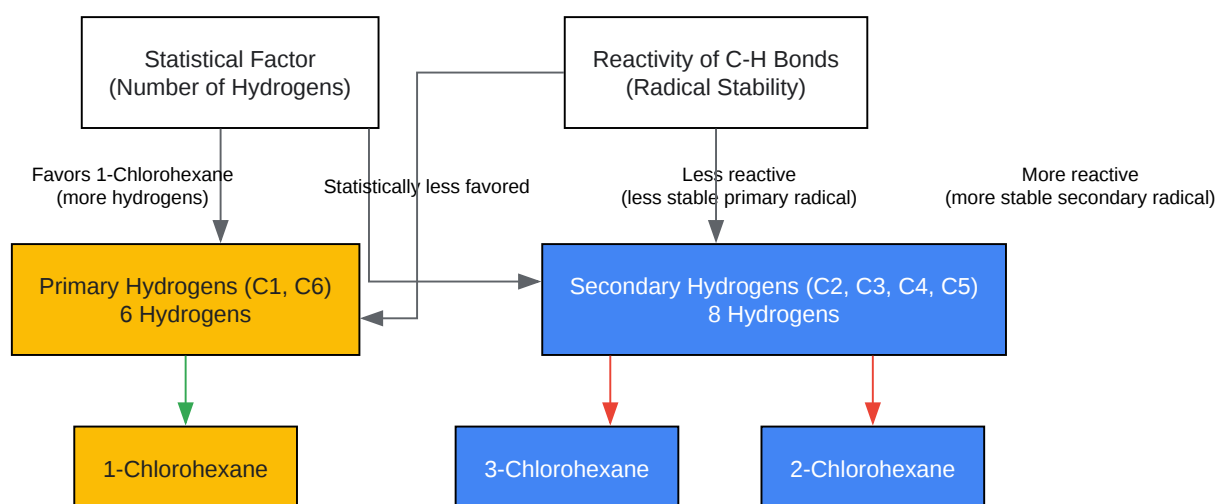 Statistical Factor
(Number of Hydrogens)
Reactivity of C-H Bonds
(Radical Stability)
Favors 1-Chlorohexane
(more hydrogens)
Statistically less favored
Less reactive
(less stable primary radical)
More reactive
(more stable secondary radical)
Primary Hydrogens (C1, C6)
6 Hydrogens
Secondary Hydrogens (C2, C3, C4, C5)
8 Hydrogens
1-Chlorohexane
3-Chlorohexane
2-Chlorohexane